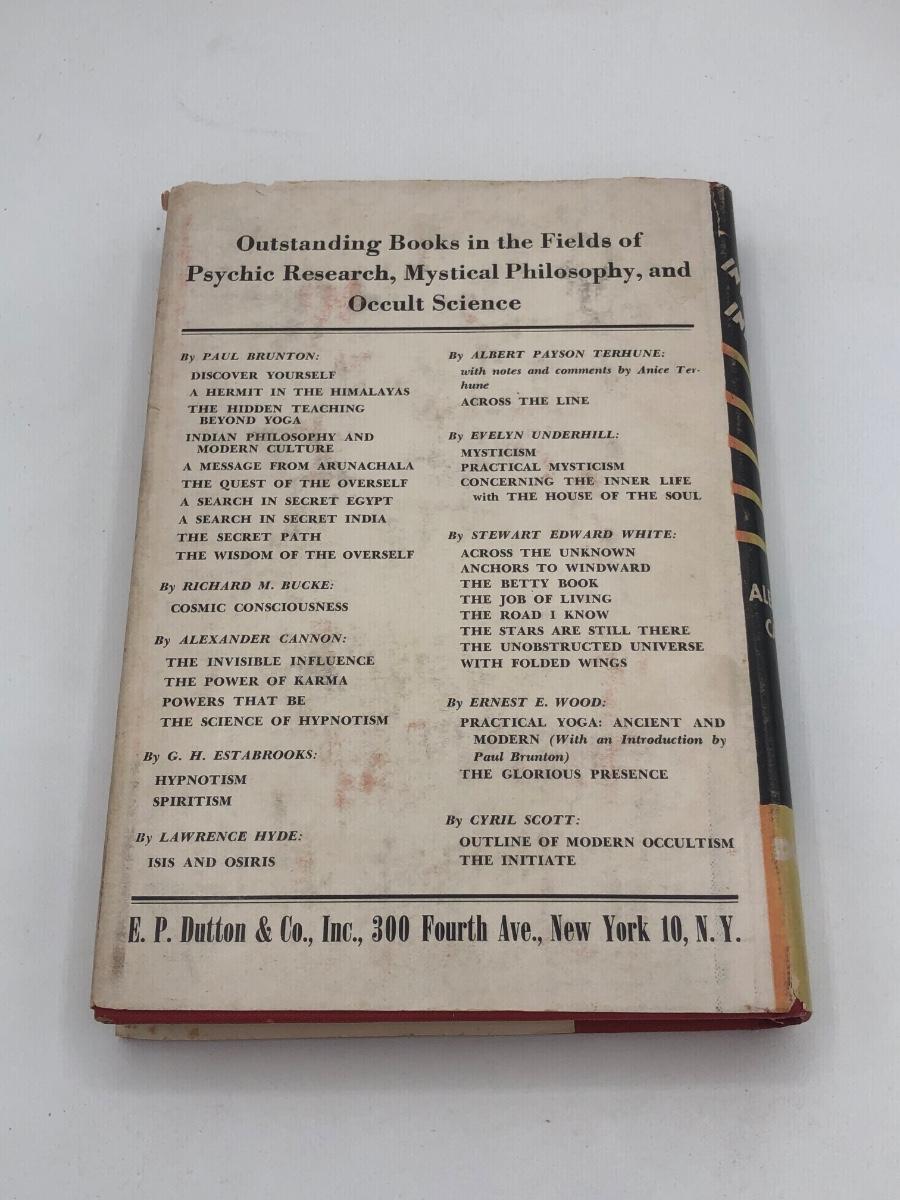 Outstanding Books in the Fields of
Psychic Research, Mystical Philosophy, and
Occult Science
By PAUL BRUNTON:
DISCOVER YOURSELF
A HERMIT IN THE HIMALAYAS
THE HIDDEN TEACHING
BEYOND YOGA
INDIAN PHILOSOPHY AND
MODERN CULTURE
A MESSAGE FROM ARUNACHALA
THE QUEST OF THE OVERSELF
A SEARCH IN SECRET EGYPT
A SEARCH IN SECRET INDIA
THE SECRET PATH
THE WISDOM OF THE OVERSELF
By RICHARD M. BUCKE:
COSMIC CONSCIOUSNESS
By ALEXANDER CANNON:
THE INVISIBLE INFLUENCE
THE POWER OF KARMA
POWERS THAT BE
THE SCIENCE OF HYPNOTISM
By G. H. ESTABROOKS:
HYPNOTISM
SPIRITISM
By LAWRENCE HYDE:
ISIS AND OSIRIS
By ALBERT PAYSON TERHUNE:
with notes and comments by Anice Ter-
hune
ACROSS THE LINE
By EVELYN UNDERHILL:
MYSTICISM
PRACTICAL MYSTICISM
CONCERNING THE INNER LIFE
with THE HOUSE OF THE SOUL
By STEWART EDWARD WHITE:
ACROSS THE UNKNOWN
ANCHORS TO WINDWARD
THE BETTY BOOK
THE JOB OF LIVING
THE ROAD I KNOW
THE STARS ARE STILL THERE
THE UNOBSTRUCTED UNIVERSE
WITH FOLDED WINGS
By ERNEST E. WOOD:
PRACTICAL YOGA: ANCIENT AND
MODERN (With an Introduction by
Paul Brunton)
THE GLORIOUS PRESENCE
By CYRIL SCOTT:
OUTLINE OF MODERN OCCULTISM
THE INITIATE
E. P. Dutton & Co., Inc., 300 Fourth Ave., New York 10, N. Y.